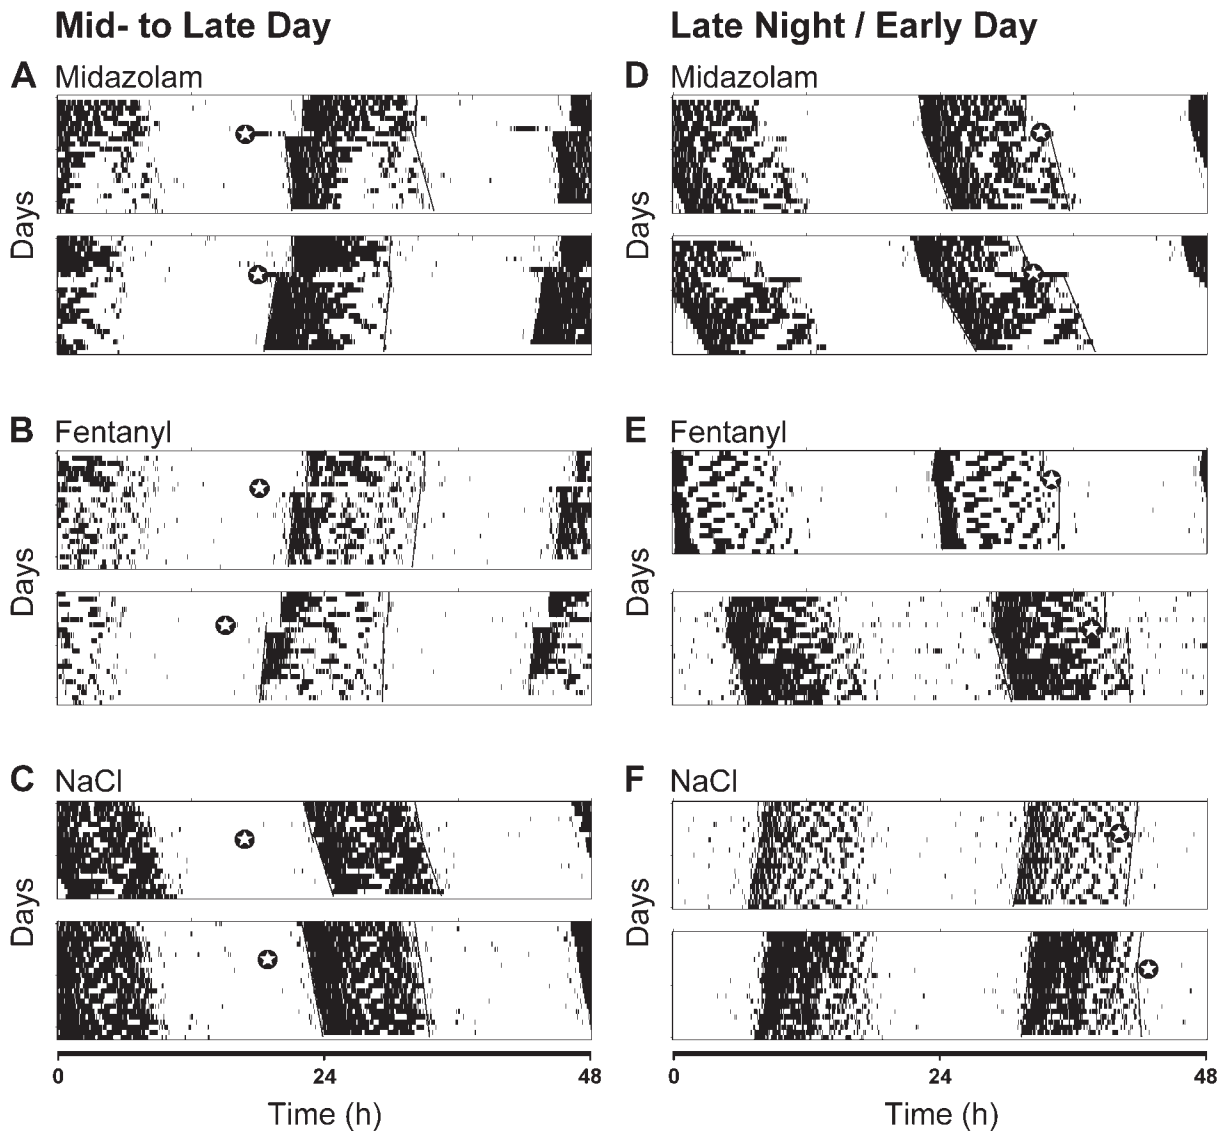 Mid- to Late Day
Late Night / Early Day
A Midazolam
D Midazolam
Days
Days
B Fentanyl
E Fentanyl
Days
Days
C NaCl
F NaCl
Days
Days
0 24 48
0 24 48
Time (h)
Time (h)